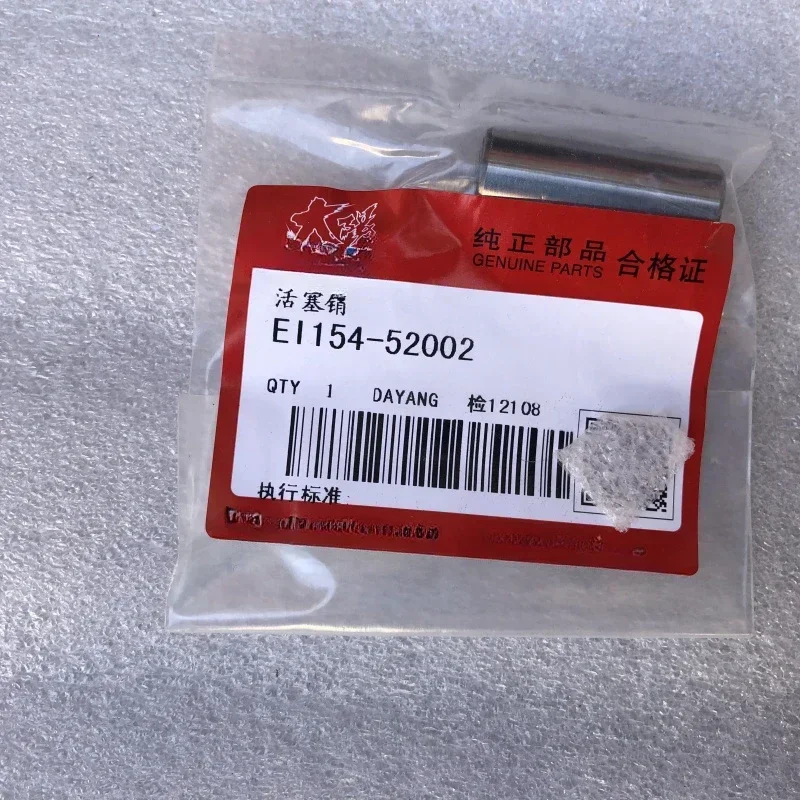 纯正部品 合格证
GENUINE PARTS
活塞销
EI154-52002
QTY 1 DAYANG 检12108
执行标准